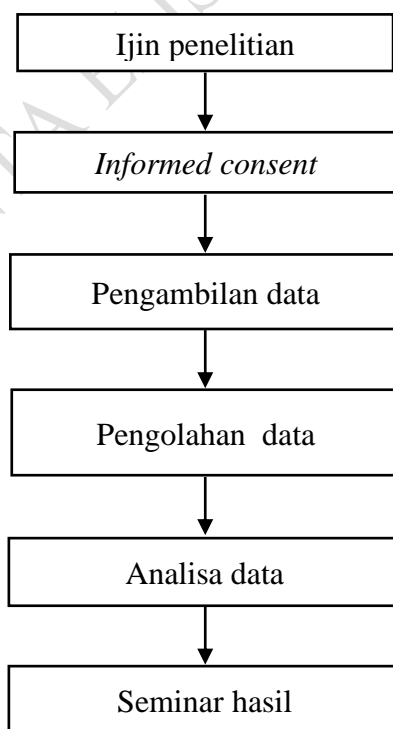 Ijin penelitian
Informed consent
Pengambilan data
Pengolahan data
Analisa data
Seminar hasil